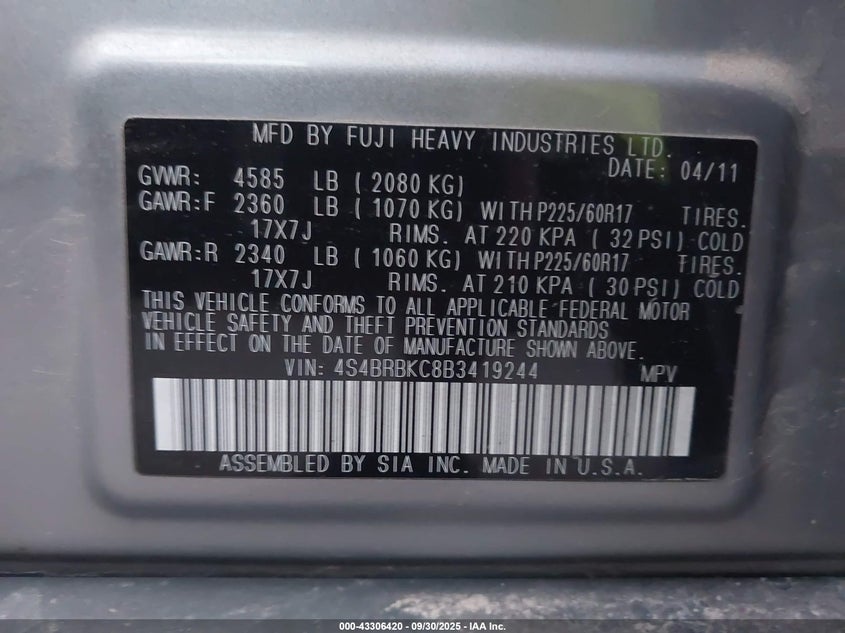 MFD BY FUJI HEAVY INDUSTRIES LTD.
DATE: 04/11
GVWR: 4585 LB ( 2080 KG)
GAWR:F 2360 LB ( 1070 KG) WITH P225/60R17 TIRES.
17X7J RIMS. AT 220 KPA ( 32 PSI) COLD
GAWR:R 2340 LB ( 1060 KG) WITH P225/60R17 TIRES.
17X7J RIMS. AT 210 KPA ( 30 PSI) COLD
THIS VEHICLE CONFORMS TO ALL APPLICABLE FEDERAL MOTOR
VEHICLE SAFETY AND THEFT PREVENTION STANDARDS
IN EFFECT ON THE DATE OF MANUFACTURE SHOWN ABOVE.
VIN: 4S4BRBKC8B3419244 MPV
ASSEMBLED BY SIA INC. MADE IN U.S.A.
000-43306420 - 09/30/2025 - IAA Inc.